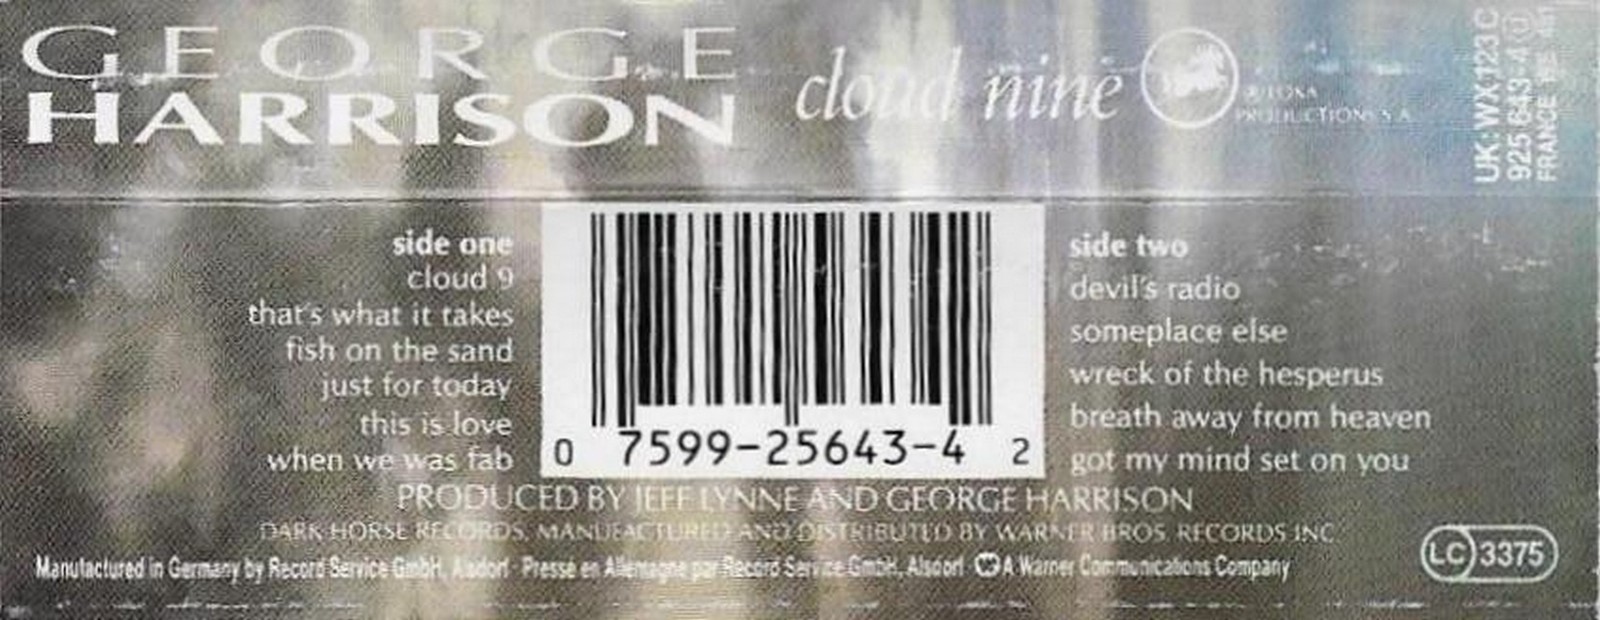 GEORGE
HARRISON
cloud nine
PRODUCTIONS S.A.
UK: WX123 C
925 643-4
FRANCE
side one
cloud 9
that's what it takes
fish on the sand
just for today
this is love
when we was fab
0 7599-25643-4 2
side two
devil's radio
someplace else
wreck of the hesperus
breath away from heaven
got my mind set on you
PRODUCED BY JEFF LYNNE AND GEORGE HARRISON
DARK HORSE RECORDS. MANUFACTURED AND DISTRIBUTED BY WARNER BROS. RECORDS INC
Manufactured in Germany by Record Service GmbH, Alsdorf · Pressé en Allemagne par Record Service GmbH, Alsdorf · A Warner Communications Company
LC 3375